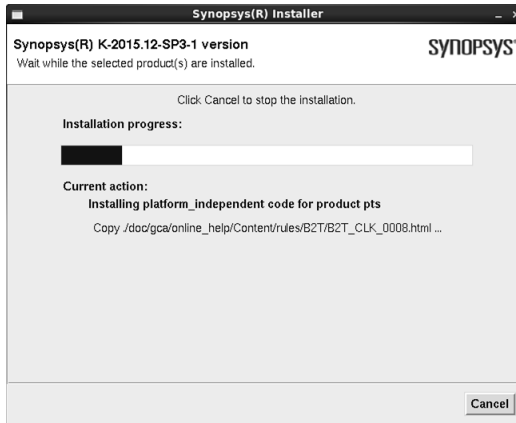 Synopsys(R) Installer
Synopsys(R) K-2015.12-SP3-1 version
SYNOPSYS
Wait while the selected product(s) are installed.
Click Cancel to stop the installation.
Installation progress:
Current action:
Installing platform_independent code for product pts
Copy ./doc/gca/online_help/Content/rules/B2T/B2T_CLK_0008.html ...
Cancel